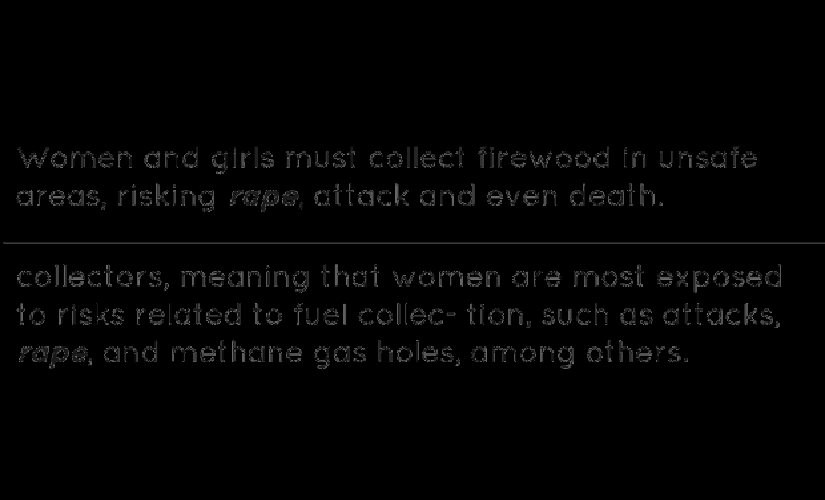 Women and girls must collect firewood in unsafe
areas, risking rape, attack and even death.
collectors, meaning that women are most exposed
to risks related to fuel collec- tion, such as attacks,
rape, and methane gas holes, among others.